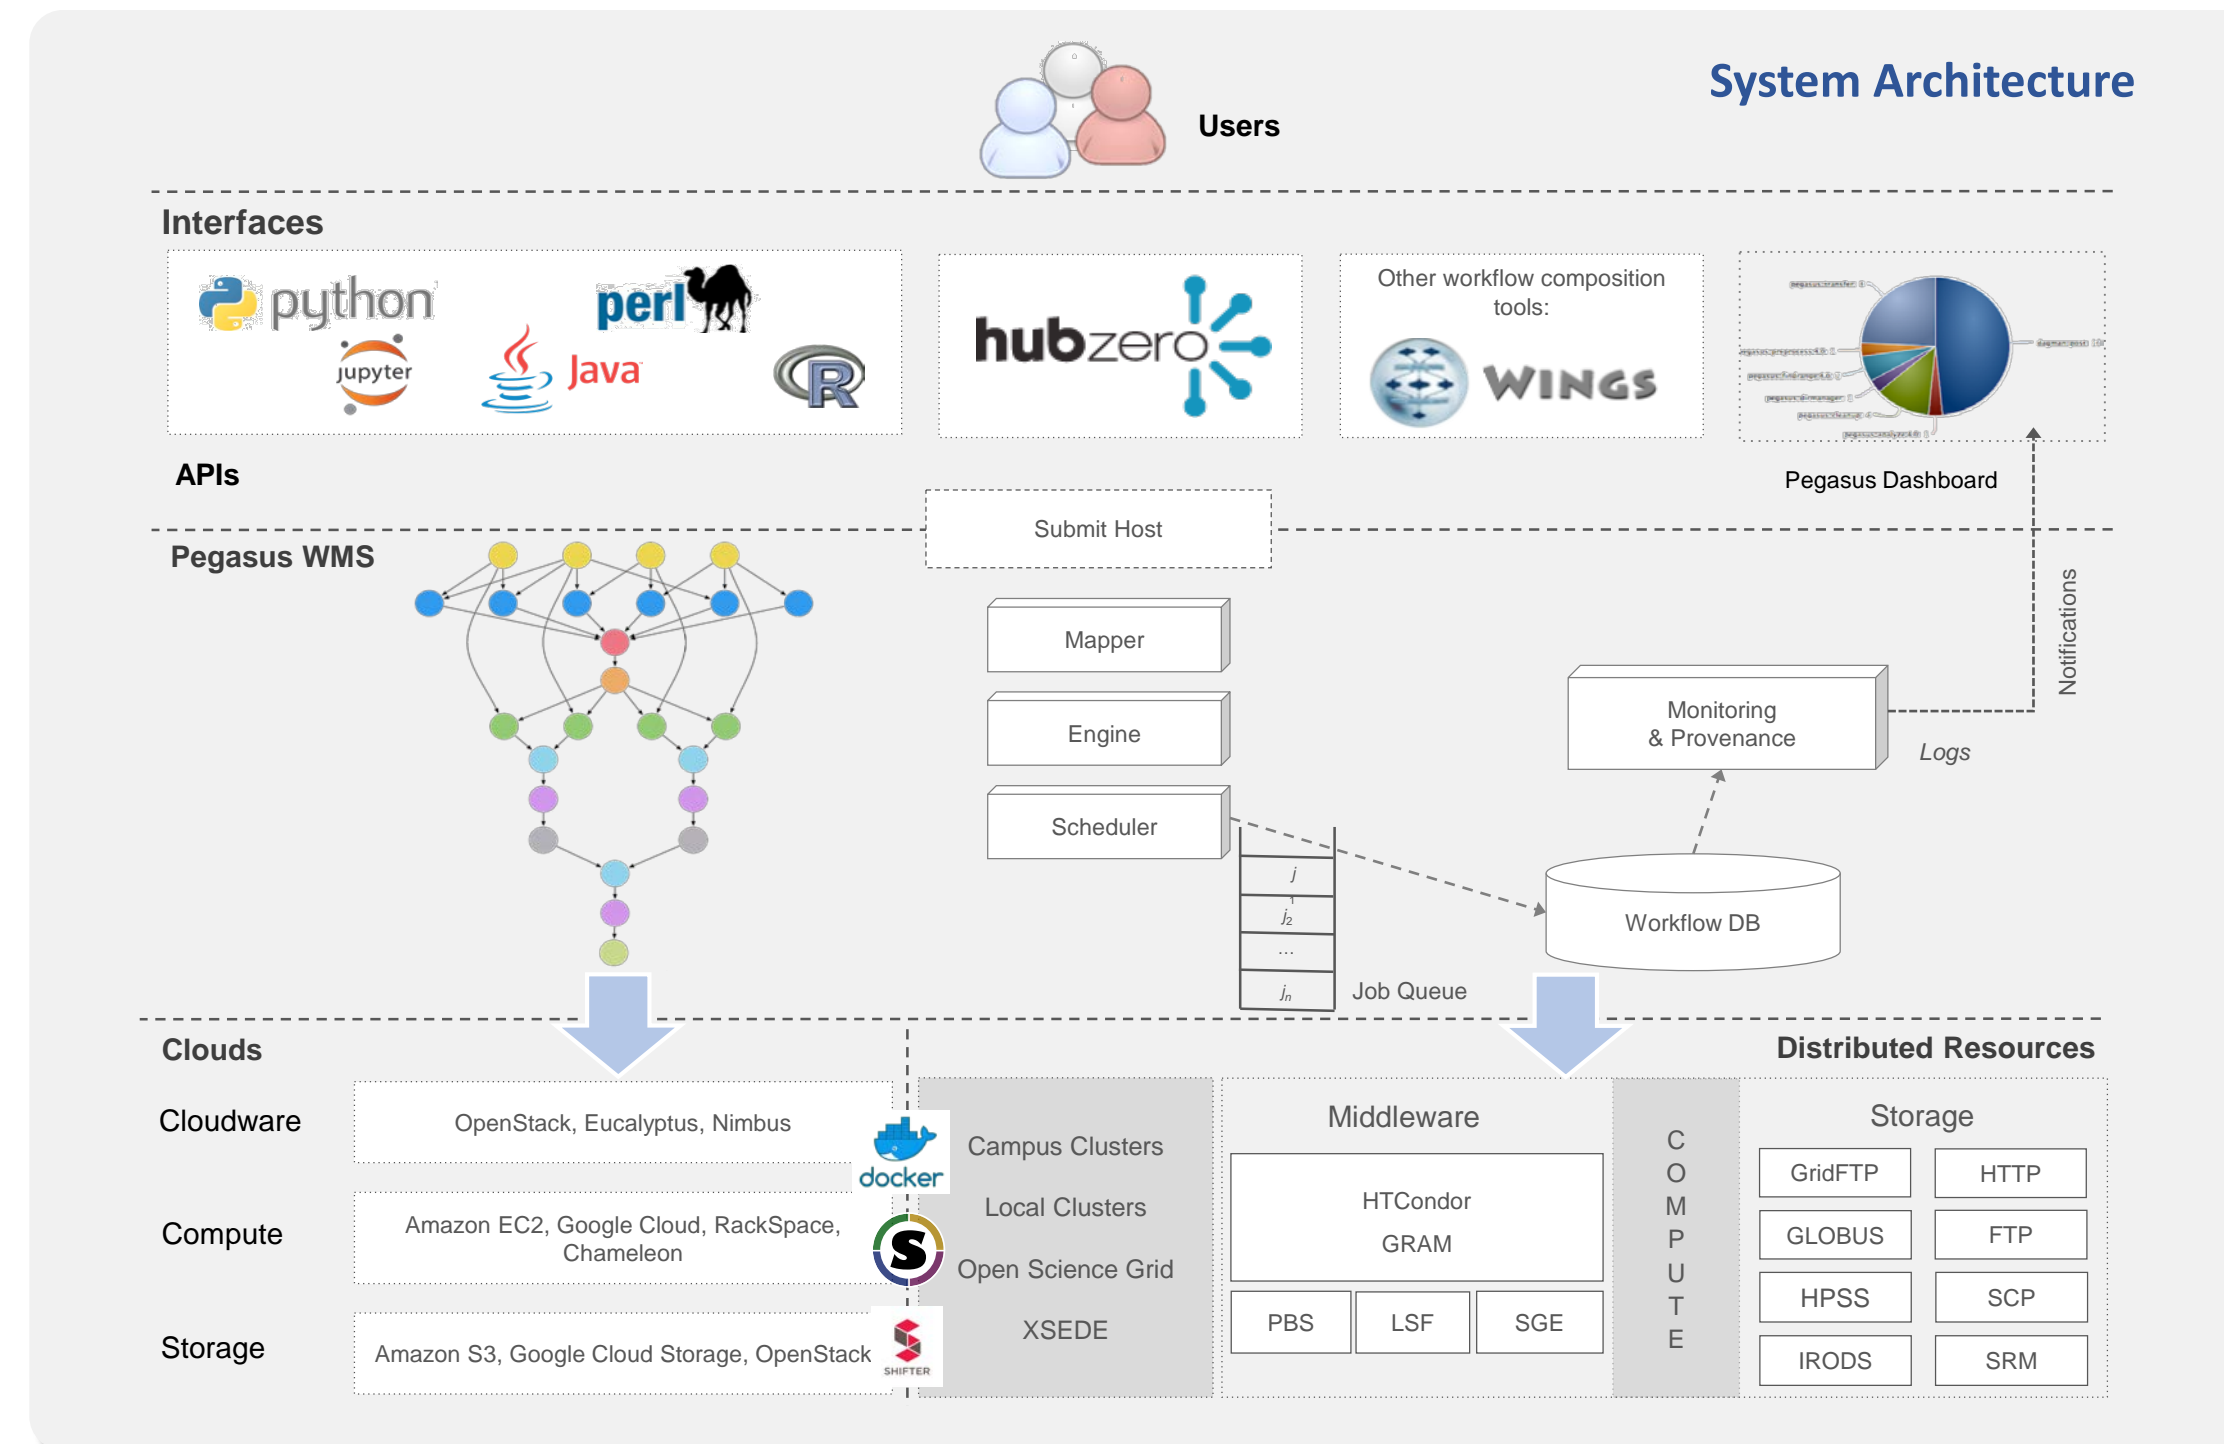 System Architecture
Users
Interfaces
python
perl
jupyter
Java
R
hubzero
Other workflow composition
tools:
WINGS
APIs
Pegasus Dashboard
Submit Host
Pegasus WMS
Mapper
Engine
Scheduler
Monitoring
& Provenance
Logs
Notifications
j
1
j2
...
jn
Job Queue
Workflow DB
Clouds
Distributed Resources
Cloudware
OpenStack, Eucalyptus, Nimbus
docker
Compute
Amazon EC2, Google Cloud, RackSpace,
Chameleon
S
Storage
Amazon S3, Google Cloud Storage, OpenStack
SHIFTER
Campus Clusters
Local Clusters
Open Science Grid
XSEDE
Middleware
HTCondor
GRAM
PBS
LSF
SGE
COMPUTE
Storage
GridFTP
HTTP
GLOBUS
FTP
HPSS
SCP
IRODS
SRM